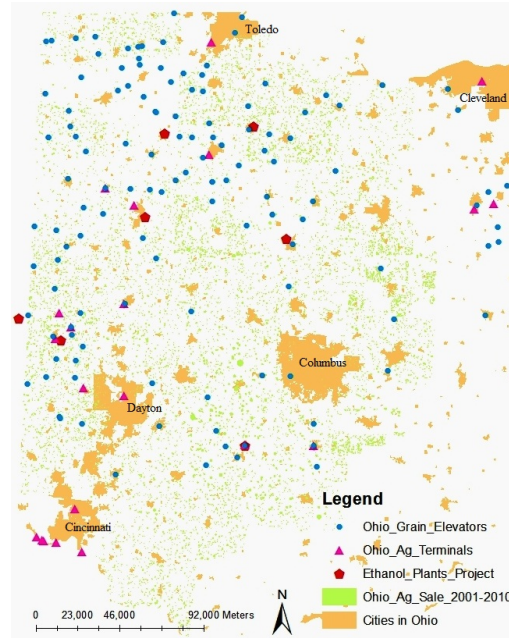 Toledo
Cleveland
Columbus
Dayton
Cincinnati
Legend
Ohio_Grain_Elevators
Ohio_Ag_Terminals
Ethanol_Plants_Project
Ohio_Ag_Sale_2001-2010
Cities in Ohio
N
0 23,000 46,000 92,000 Meters